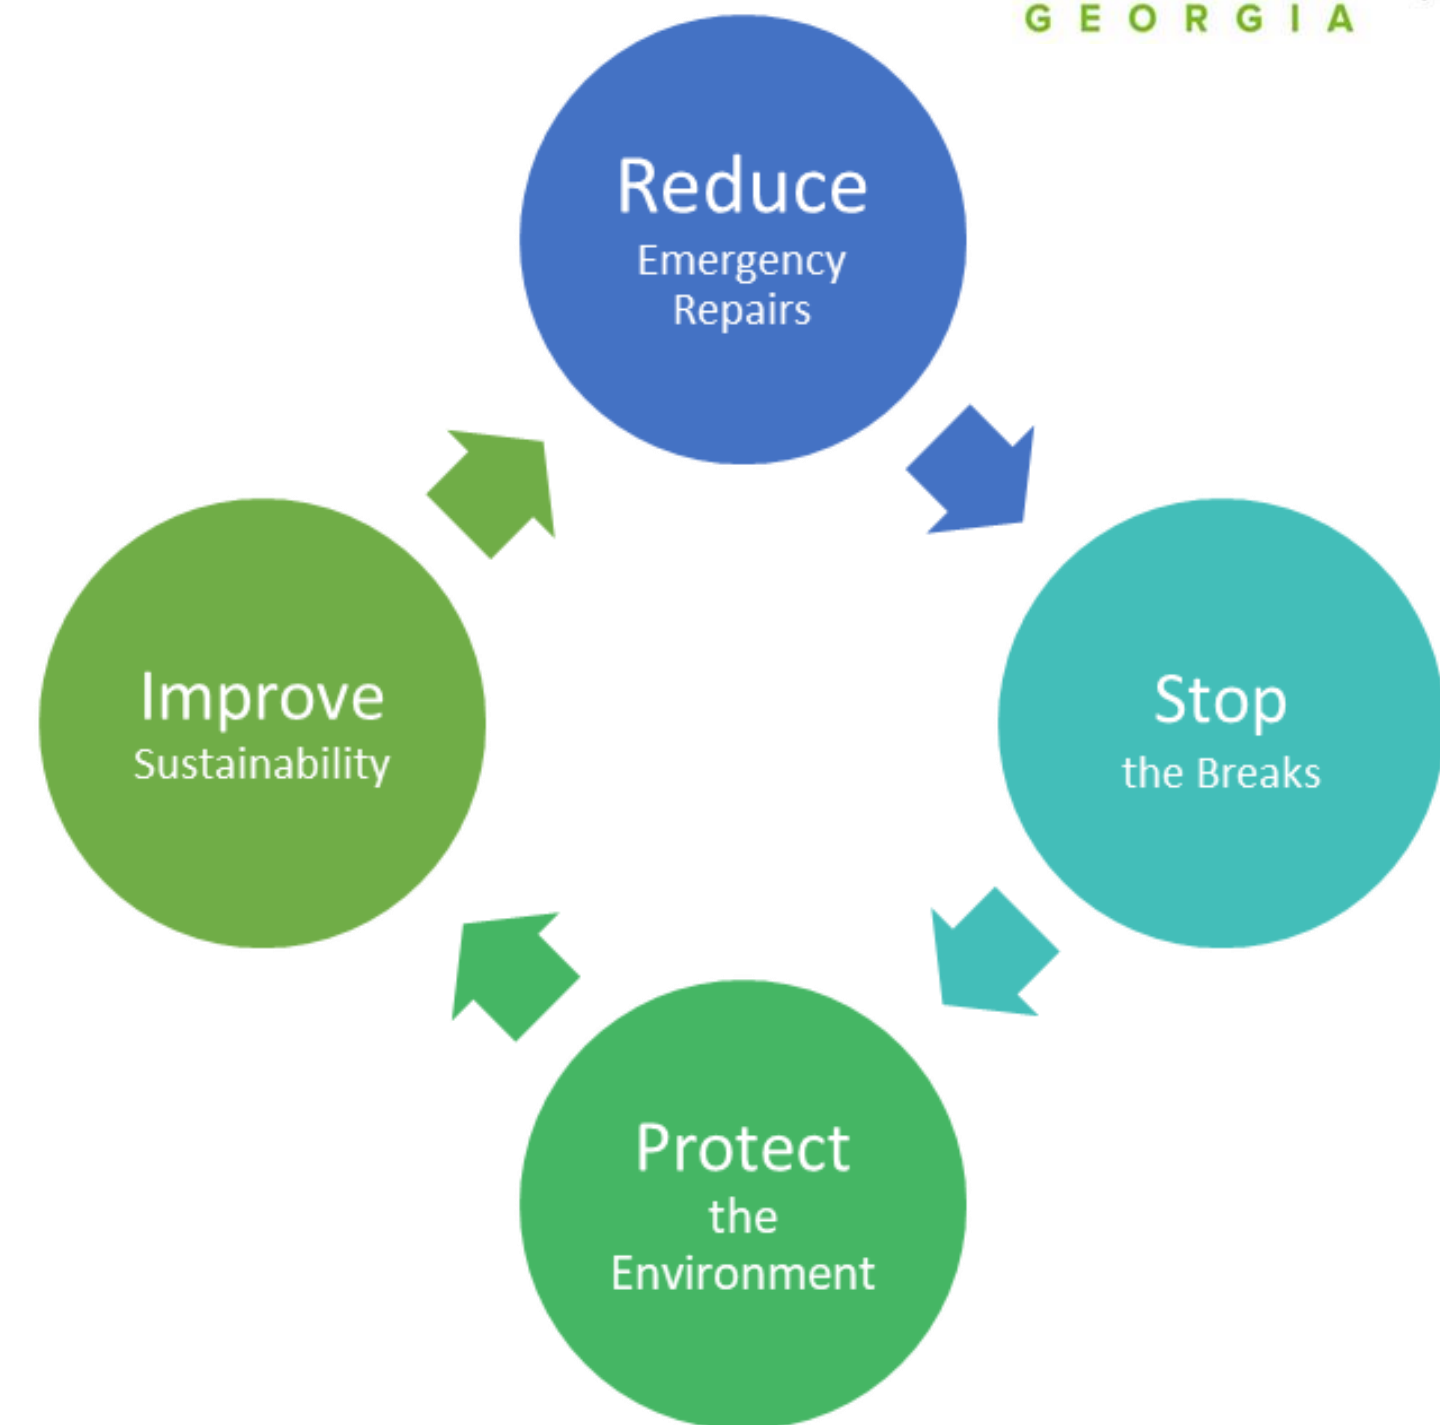 GEORGIA
Reduce
Emergency
Repairs
Stop
the Breaks
Protect
the
Environment
Improve
Sustainability